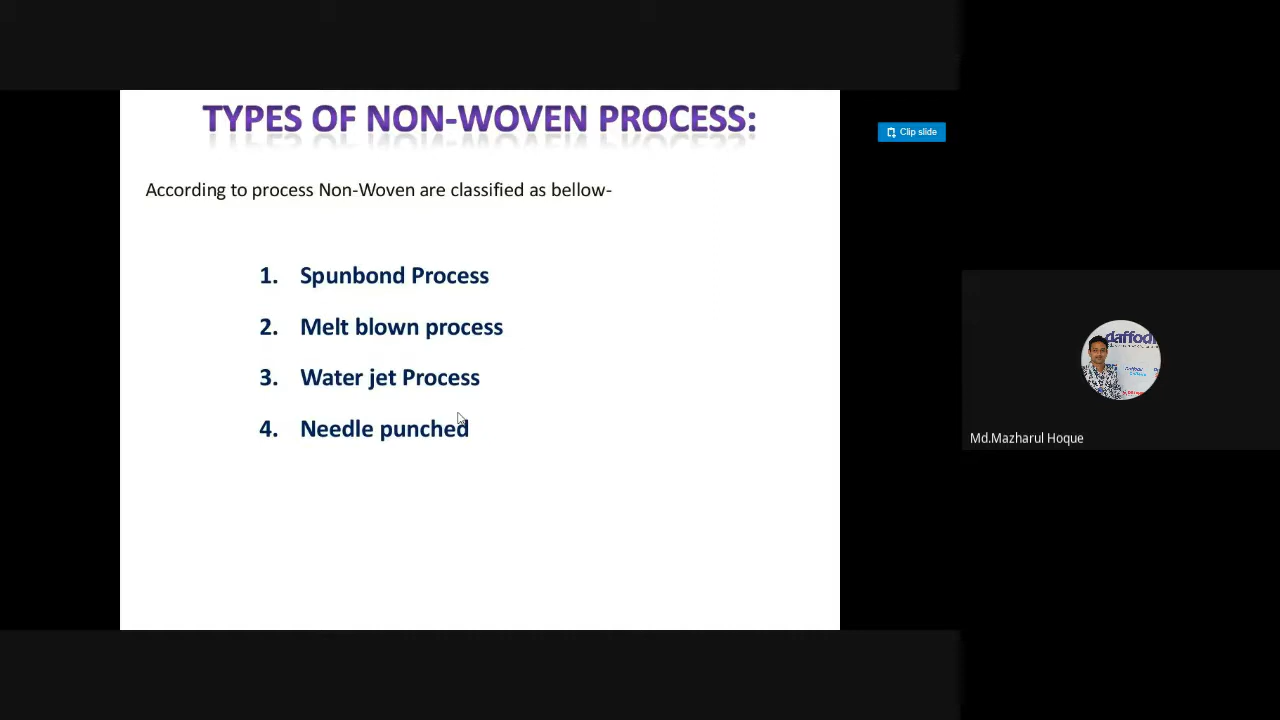 TYPES OF NON-WOVEN PROCESS:
Clip slide
According to process Non-Woven are classified as bellow-
1. Spunbond Process
2. Melt blown process
3. Water jet Process
4. Needle punched
daffodi
Md.Mazharul Hoque